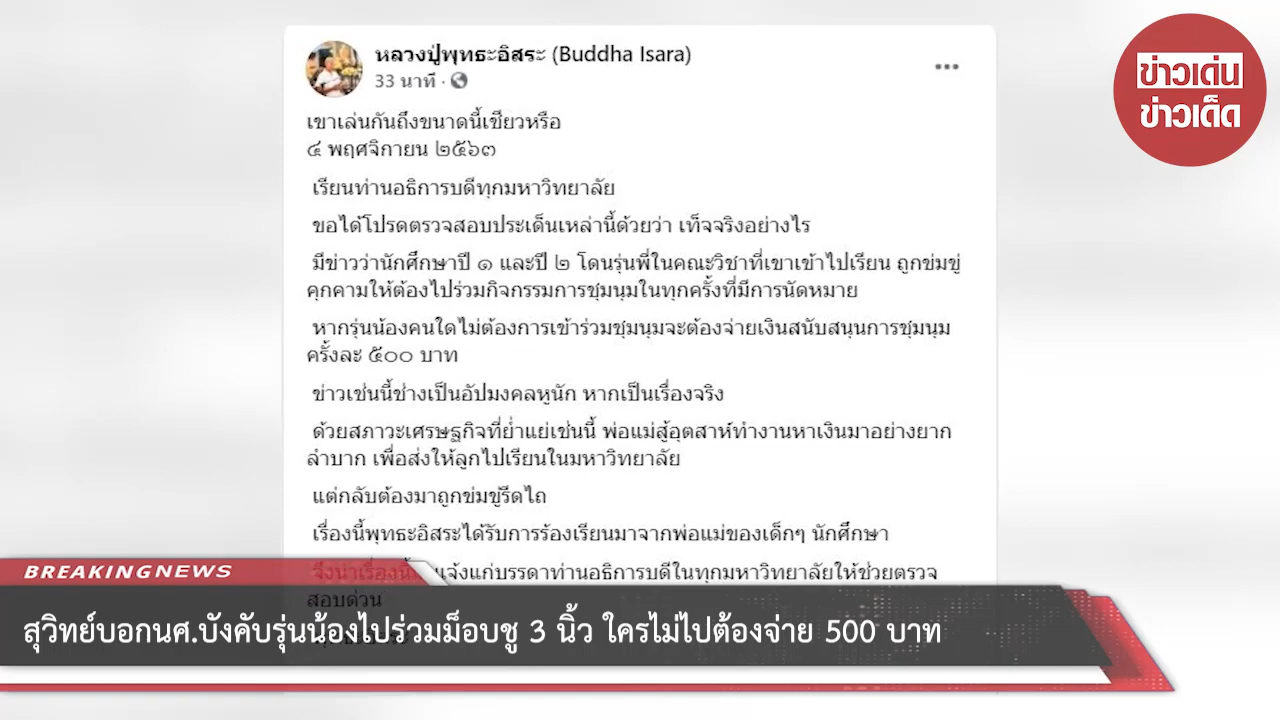 หลวงปู่พุทธะอิสระ (Buddha Isara)
33 นาที ·
ข่าวเด่น
ข่าวเด็ด
เขาเล่นกันถึงขนาดนี้เชียวหรือ
๔ พฤศจิกายน ๒๕๖๓
เรียนท่านอธิการบดีทุกมหาวิทยาลัย
ขอได้โปรดตรวจสอบประเด็นเหล่านี้ด้วยว่า เท็จจริงอย่างไร
มีข่าวว่านักศึกษาปี ๑ และปี ๒ โดนรุ่นพี่ในคณะวิชาที่เขาเข้าไปเรียน ถูกข่มขู่
คุกคามให้ต้องไปร่วมกิจกรรมการชุมนุมในทุกครั้งที่มีการนัดหมาย
หากรุ่นน้องคนใดไม่ต้องการเข้าร่วมชุมนุมจะต้องจ่ายเงินสนับสนุนการชุมนุม
ครั้งละ ๕๐๐ บาท
ข่าวเช่นนี้ช่างเป็นอัปมงคลหูนัก หากเป็นเรื่องจริง
ด้วยสภาวะเศรษฐกิจที่ย่ำแย่เช่นนี้ พ่อแม่สู้อุตสาห์ทำงานหาเงินมาอย่างยาก
ลำบาก เพื่อส่งให้ลูกไปเรียนในมหาวิทยาลัย
แต่กลับต้องมาถูกข่มขู่รีดไถ
เรื่องนี้พุทธะอิสระได้รับการร้องเรียนมาจากพ่อแม่ของเด็กๆ นักศึกษา
จึงนำเรื่องนี้ แจ้งแก่บรรดาท่านอธิการบดีในทุกมหาวิทยาลัยให้ช่วยตรวจ
สอบด่วน
BREAKINGNEWS
สุวิทย์บอกนศ.บังคับรุ่นน้องไปร่วมม็อบชู 3 นิ้ว ใครไม่ไปต้องจ่าย 500 บาท